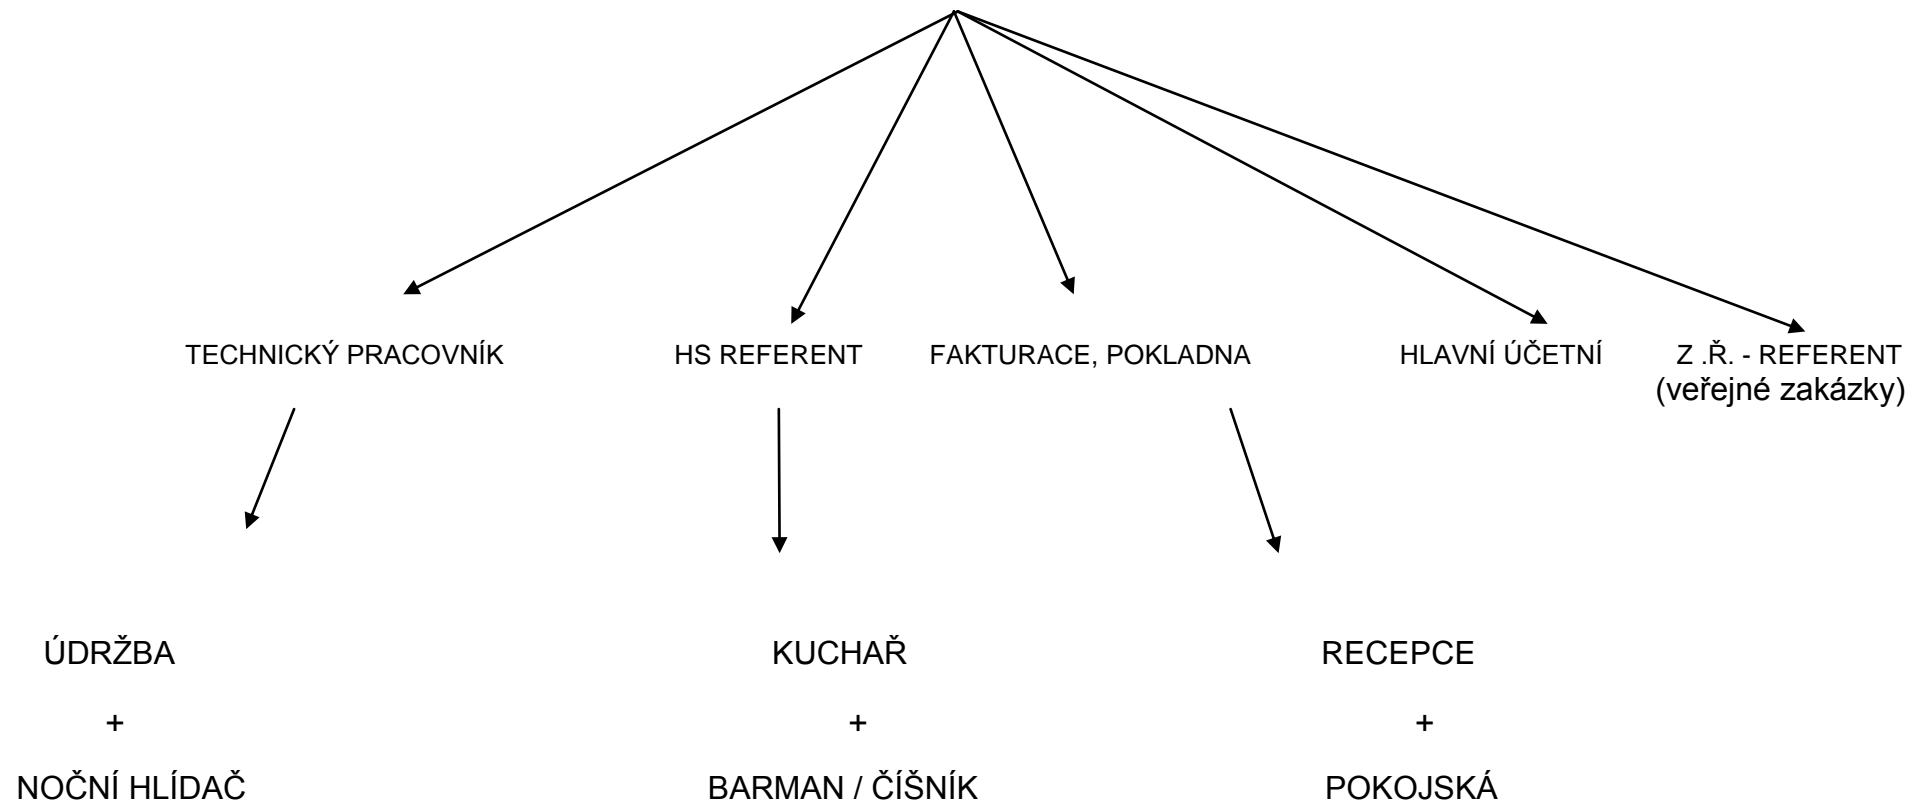 TECHNICKÝ PRACOVNÍK HS REFERENT FAKTURACE, POKLADNA HLAVNÍ ÚČETNÍ Z .Ř. - REFERENT
(veřejné zakázky)
ÚDRŽBA KUCHAŘ RECEPCE
+ + +
NOČNÍ HLÍDAČ BARMAN / ČÍŠNÍK POKOJSKÁ